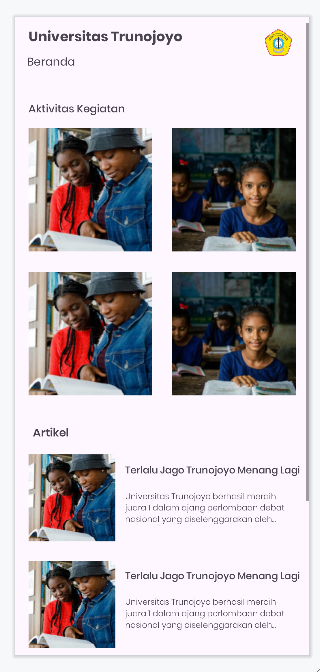 Universitas Trunojoyo
Beranda
Aktivitas Kegiatan
Artikel
Terlalu Jago Trunojoyo Menang Lagi
Universitas Trunojoyo berhasil meraih
juara 1 dalam ajang perlombaan debat
nasional yang diselenggarakan oleh...
Terlalu Jago Trunojoyo Menang Lagi
Universitas Trunojoyo berhasil meraih
juara 1 dalam ajang perlombaan debat
nasional yang diselenggarakan oleh...